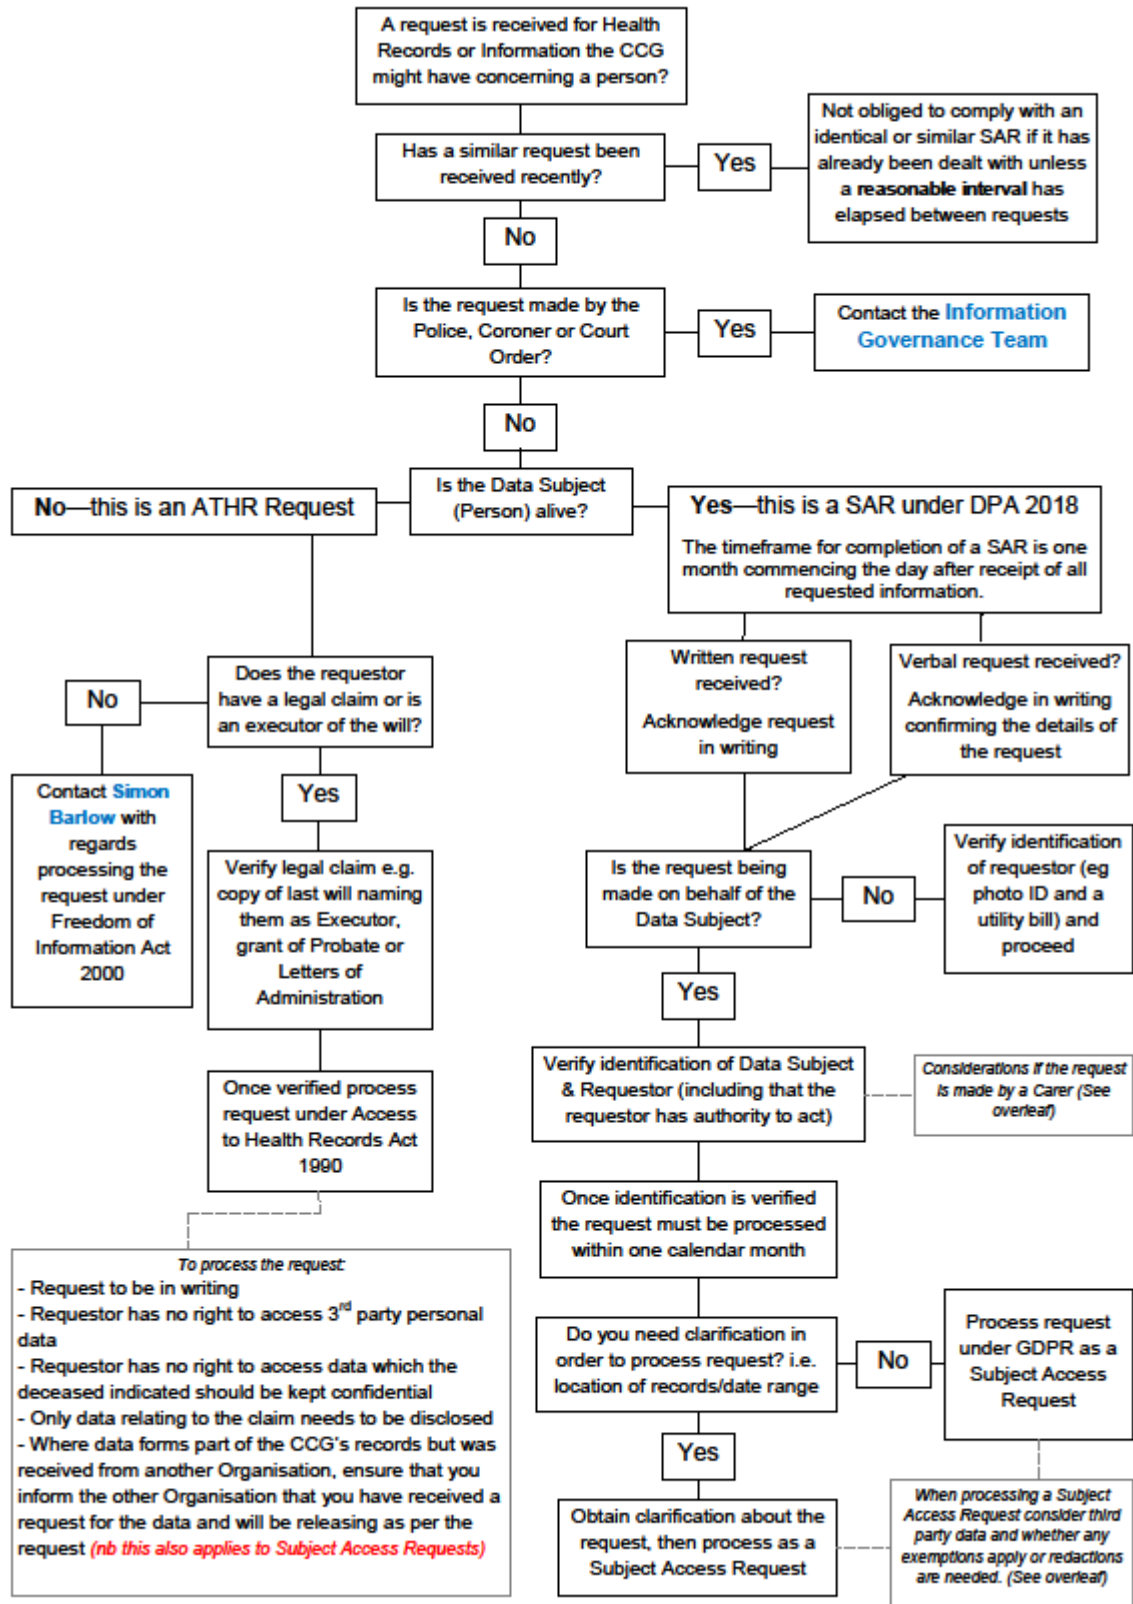 A request is received for Health
Records or Information the CCG
might have concerning a person?
Not obliged to comply with an
identical or similar SAR if it has
already been dealt with unless
a reasonable interval has
elapsed between requests
Has a similar request been
received recently?
Yes
No
Is the request made by the
Police, Coroner or Court
Order?
Yes
Contact the Information
Governance Team
No
Is the Data Subject
(Person) alive?
No—this is an ATHR Request
Yes—this is a SAR under DPA 2018
The timeframe for completion of a SAR is one
month commencing the day after receipt of all
requested information.
Does the requestor
have a legal claim or is
an executor of the will?
No
Contact Simon
Barlow with
regards
processing the
request under
Freedom of
Information Act
2000
Yes
Verify legal claim e.g.
copy of last will naming
them as Executor,
grant of Probate or
Letters of
Administration
Once verified process
request under Access
to Health Records Act
1990
To process the request:
- Request to be in writing
- Requestor has no right to access 3rd party personal
data
- Requestor has no right to access data which the
deceased indicated should be kept confidential
- Only data relating to the claim needs to be disclosed
- Where data forms part of the CCG's records but was
received from another Organisation, ensure that you
inform the other Organisation that you have received a
request for the data and will be releasing as per the
request (nb this also applies to Subject Access Requests)
Written request
received?
Acknowledge request
in writing
Verbal request received?
Acknowledge in writing
confirming the details of
the request
Is the request being
made on behalf of the
Data Subject?
No
Verify identification
of requestor (eg
photo ID and a
utility bill) and
proceed
Yes
Verify identification of Data Subject
& Requestor (including that the
requestor has authority to act)
Considerations if the request
is made by a Carer (See
overleaf)
Once identification is verified
the request must be processed
within one calendar month
Do you need clarification in
order to process request? i.e.
location of records/date range
No
Process request
under GDPR as a
Subject Access
Request
Yes
Obtain clarification about the
request, then process as a
Subject Access Request
When processing a Subject
Access Request consider third
party data and whether any
exemptions apply or redactions
are needed. (See overleaf)